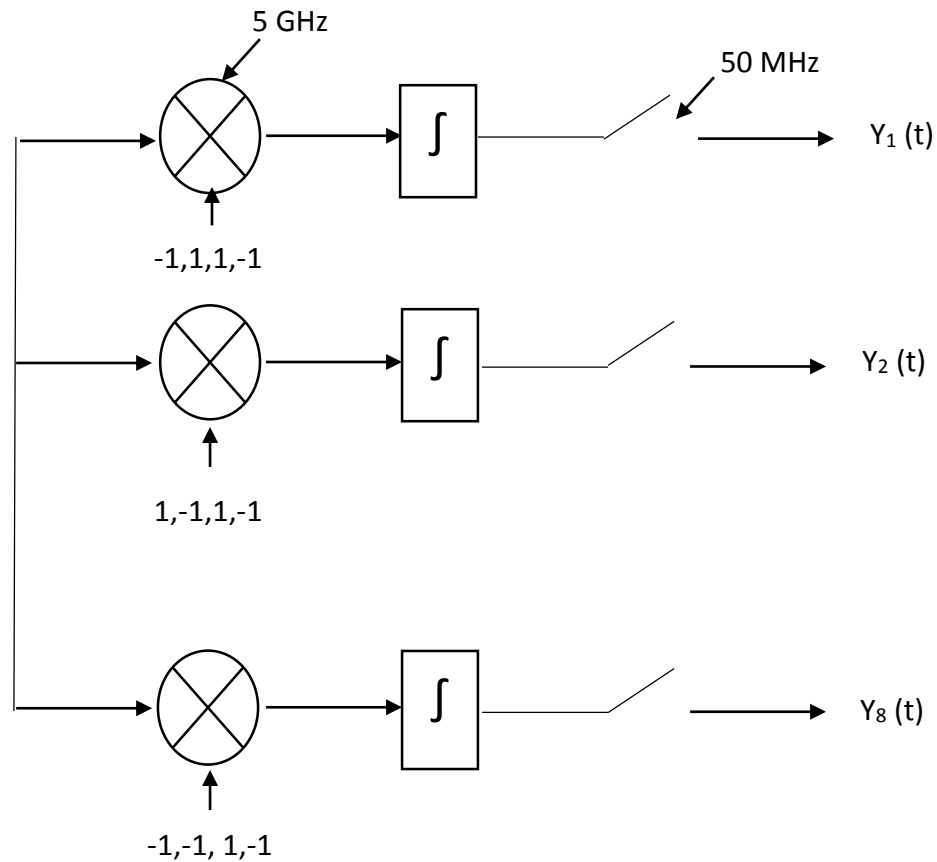 5 GHz
50 MHz
∫
Y₁ (t)
-1,1,1,-1
∫
Y₂ (t)
1,-1,1,-1
∫
Y₈ (t)
-1,-1, 1,-1